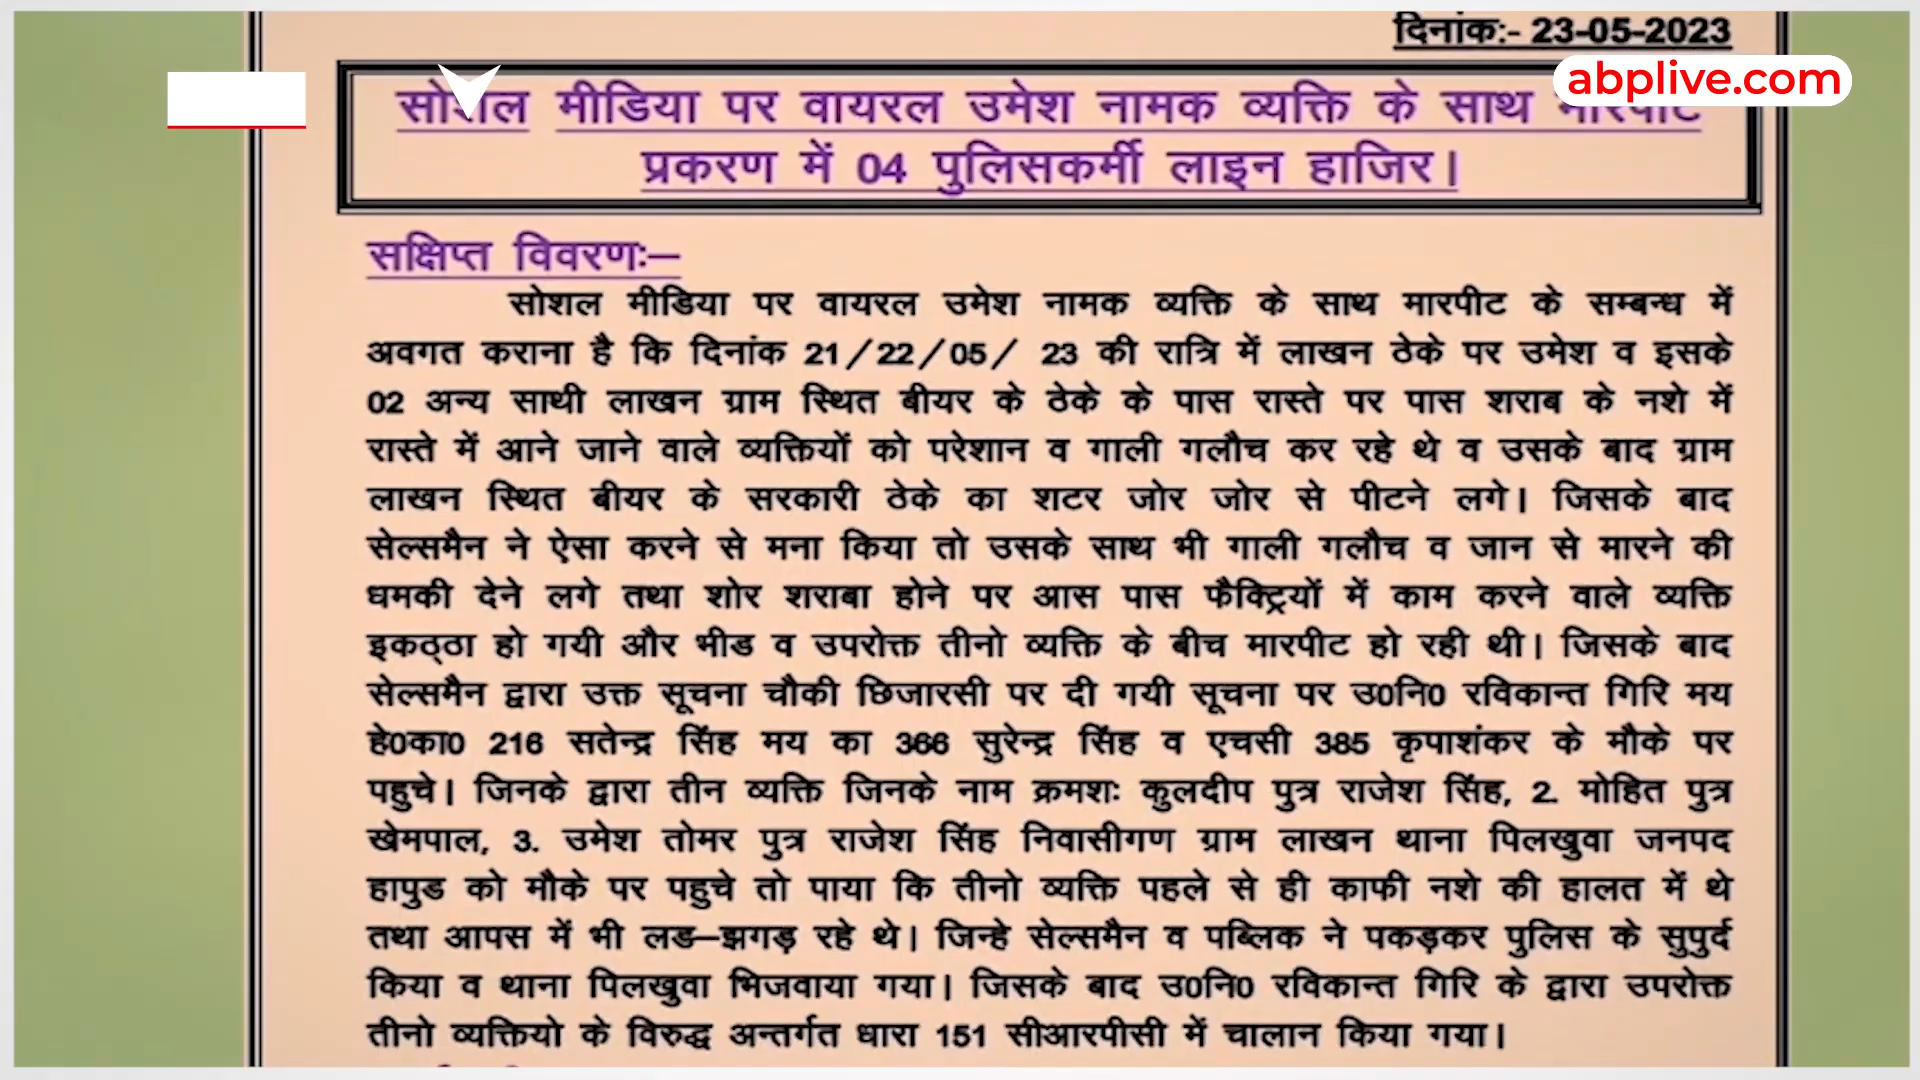 दिनांक:- 23-05-2023
abplive.com
सोशल मीडिया पर वायरल उमेश नामक व्यक्ति के साथ मारपीट
प्रकरण में 04 पुलिसकर्मी लाइन हाजिर।
सक्षिप्त विवरणः—
सोशल मीडिया पर वायरल उमेश नामक व्यक्ति के साथ मारपीट के सम्बन्ध में
अवगत कराना है कि दिनांक 21/22/05/ 23 की रात्रि में लाखन ठेके पर उमेश व इसके
02 अन्य साथी लाखन ग्राम स्थित बीयर के ठेके के पास रास्ते पर पास शराब के नशे में
रास्ते में आने जाने वाले व्यक्तियों को परेशान व गाली गलौच कर रहे थे व उसके बाद ग्राम
लाखन स्थित बीयर के सरकारी ठेके का शटर जोर जोर से पीटने लगे। जिसके बाद
सेल्समैन ने ऐसा करने से मना किया तो उसके साथ भी गाली गलौच व जान से मारने की
धमकी देने लगे तथा शोर शराबा होने पर आस पास फैक्ट्रियों में काम करने वाले व्यक्ति
इकठ्ठा हो गयी और भीड व उपरोक्त तीनो व्यक्ति के बीच मारपीट हो रही थी। जिसके बाद
सेल्समैन द्वारा उक्त सूचना चौकी छिजारसी पर दी गयी सूचना पर उ0नि0 रविकान्त गिरि मय
हे0का0 216 सतेन्द्र सिंह मय का 366 सुरेन्द्र सिंह व एचसी 385 कृपाशंकर के मौके पर
पहुचे। जिनके द्वारा तीन व्यक्ति जिनके नाम क्रमशः कुलदीप पुत्र राजेश सिंह, 2. मोहित पुत्र
खेमपाल, 3. उमेश तोमर पुत्र राजेश सिंह निवासीगण ग्राम लाखन थाना पिलखुवा जनपद
हापुड को मौके पर पहुचे तो पाया कि तीनो व्यक्ति पहले से ही काफी नशे की हालत में थे
तथा आपस में भी लड—झगड़ रहे थे। जिन्हे सेल्समैन व पब्लिक ने पकड़कर पुलिस के सुपुर्द
किया व थाना पिलखुवा भिजवाया गया। जिसके बाद उ0नि0 रविकान्त गिरि के द्वारा उपरोक्त
तीनो व्यक्तियो के विरुद्ध अन्तर्गत धारा 151 सीआरपीसी में चालान किया गया।